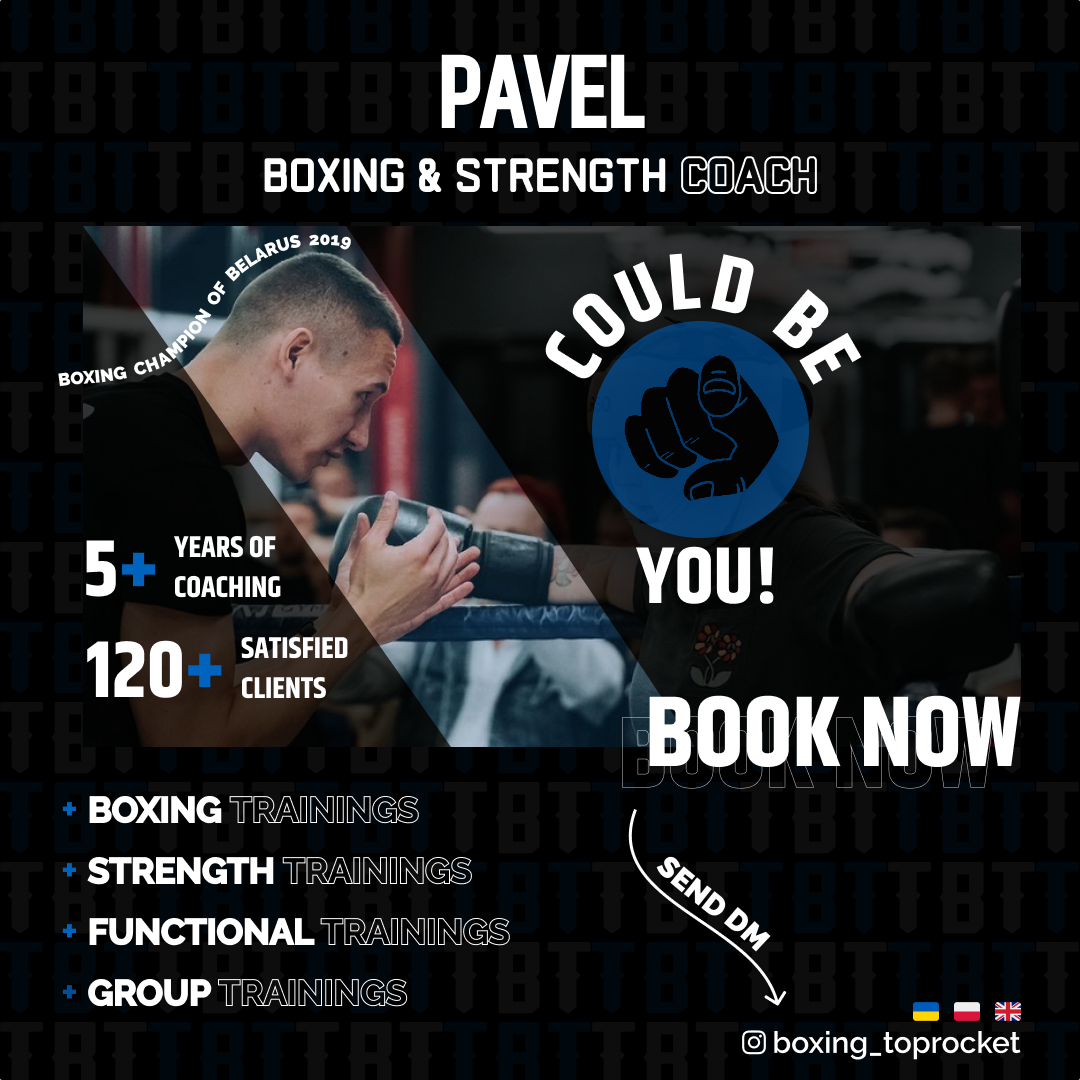 PAVEL
BOXING & STRENGTH COACH
BOXING CHAMPION OF BELARUS 2019
COULD BE
YOU!
5+ YEARS OF
COACHING
120+ SATISFIED
CLIENTS
BOOK NOW
BOOK NOW
+ BOXING TRAININGS
+ STRENGTH TRAININGS
+ FUNCTIONAL TRAININGS
+ GROUP TRAININGS
SEND DM
boxing_toprocket